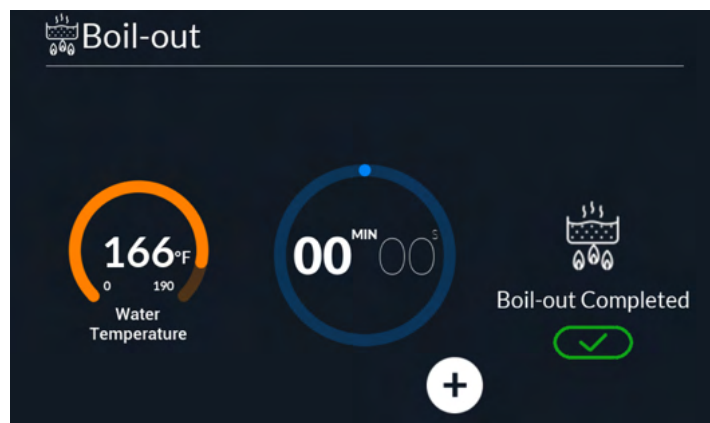 Boil-out
166°F
0 190
Water
Temperature
00 MIN 00 S
Boil-out Completed
+